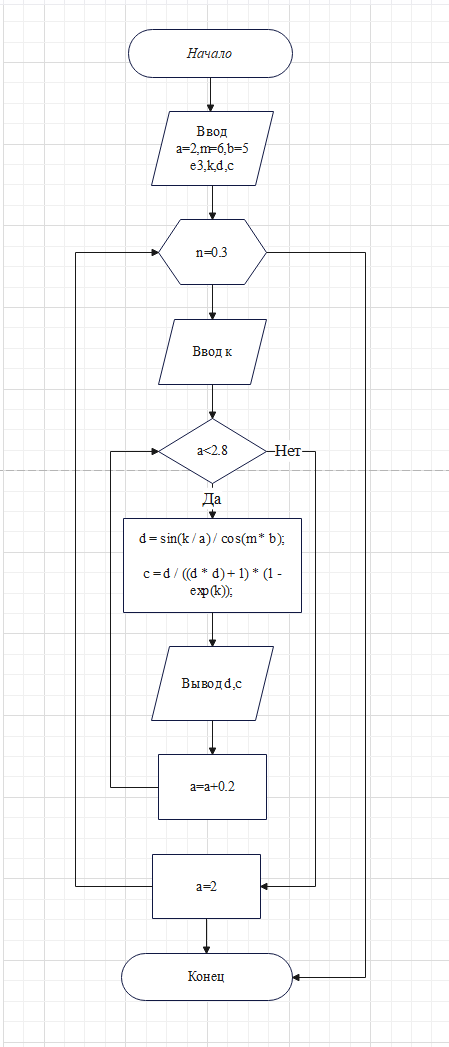 Начало
Ввод
a=2,m=6,b=5
e3,k,d,c
n=0.3
Ввод к
a<2.8
Нет
Да
d = sin(k / a) / cos(m * b);
c = d / ((d * d) + 1) * (1 -
exp(k));
Вывод d,c
a=a+0.2
a=2
Конец